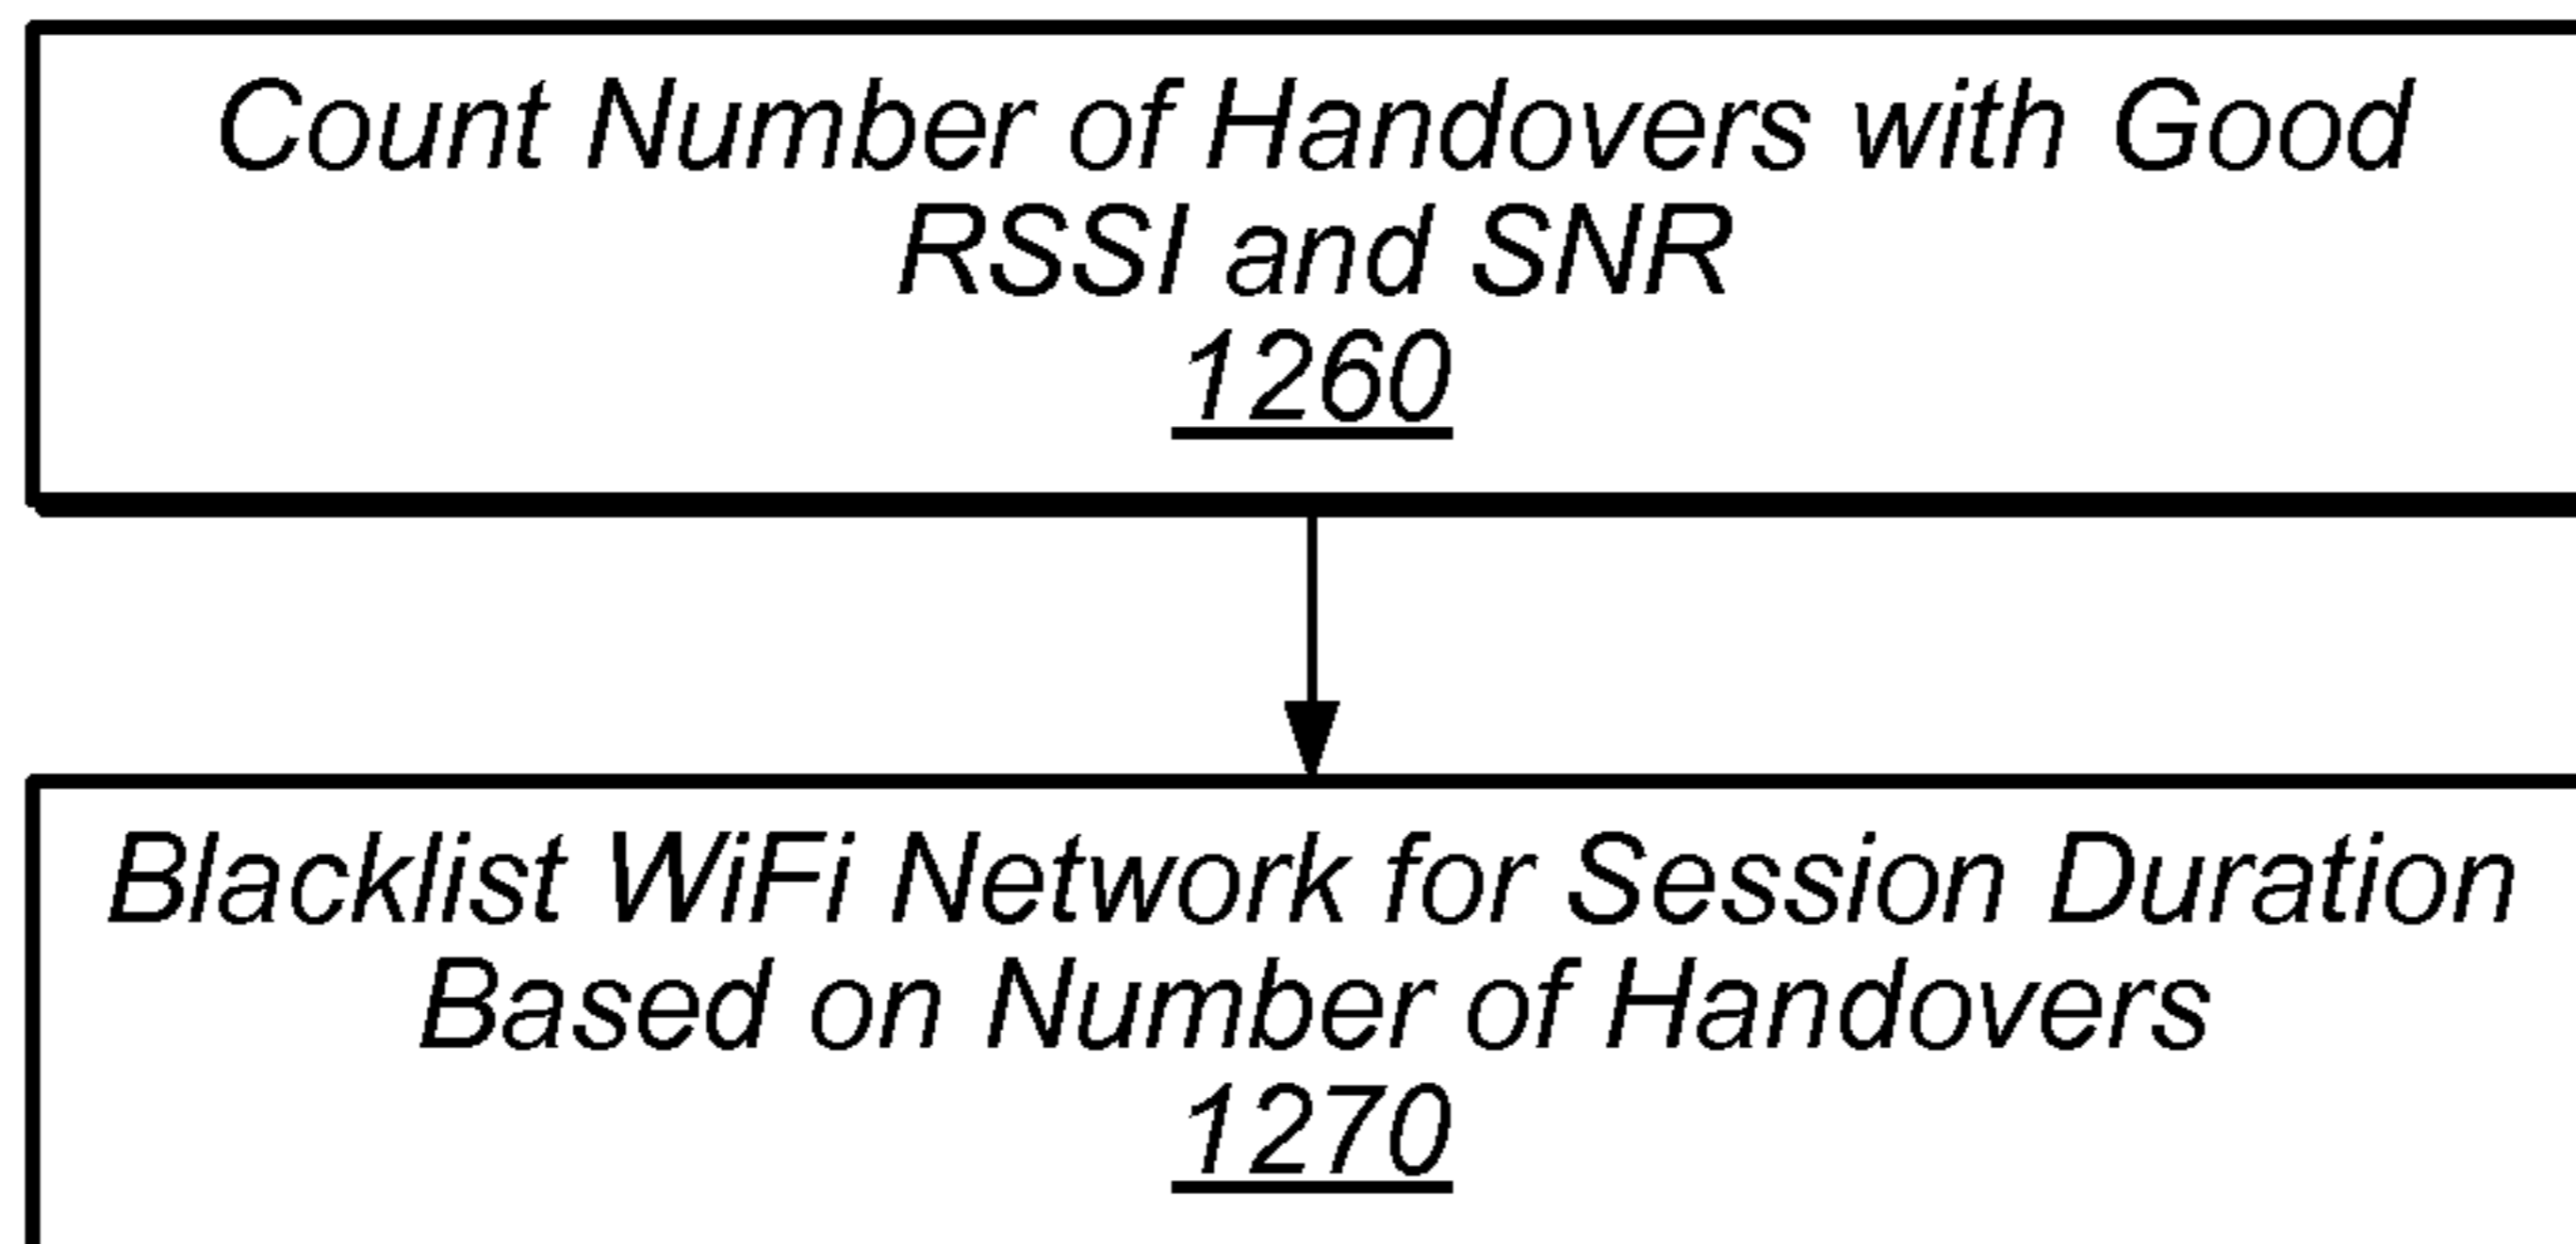 Count Number of Handovers with Good
RSSI and SNR
1260
Blacklist WiFi Network for Session Duration
Based on Number of Handovers
1270